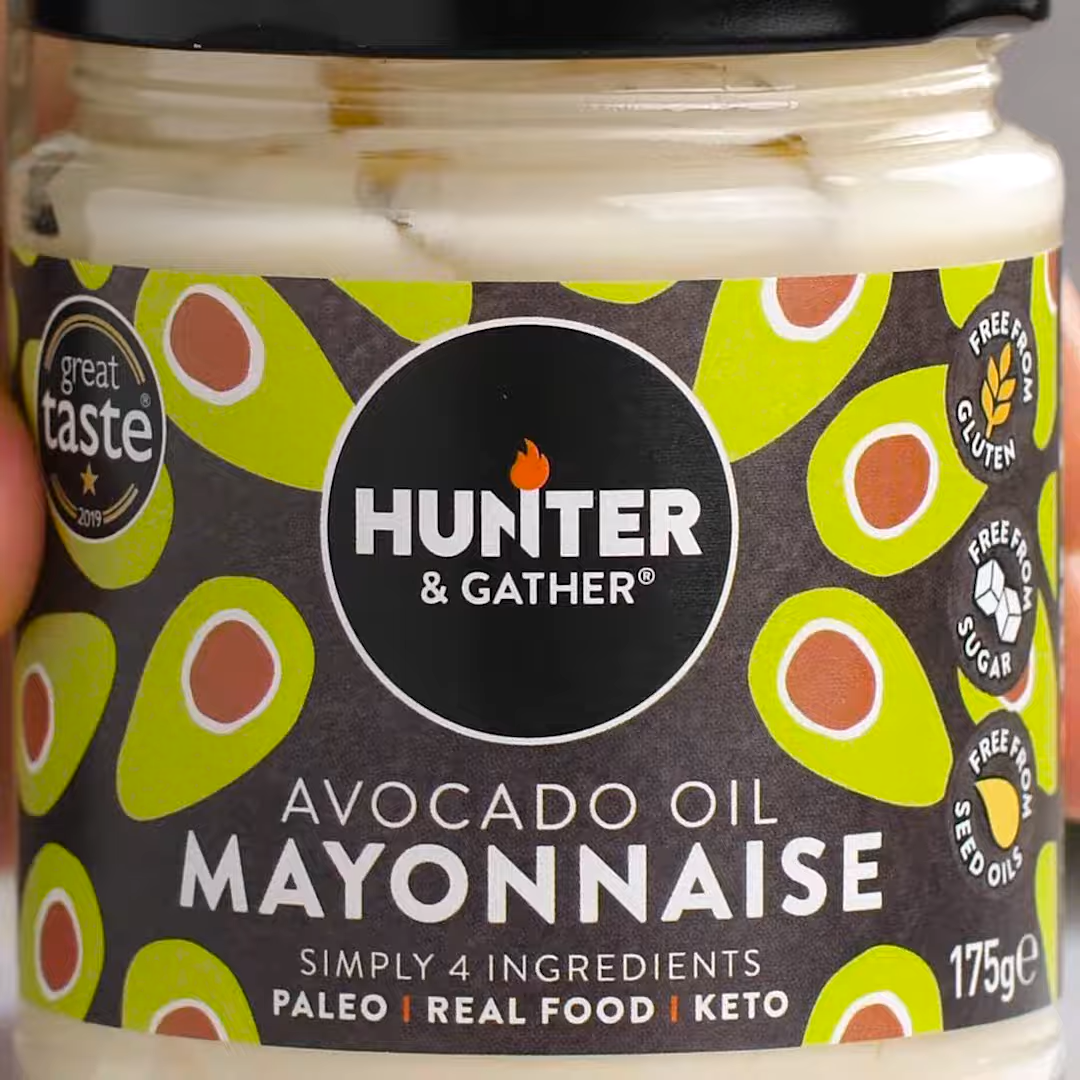 great
taste®
2019
HUNTER
& GATHER®
FREE FROM
GLUTEN
FREE FROM
SUGAR
FREE FROM
SEED OILS
AVOCADO OIL
MAYONNAISE
SIMPLY 4 INGREDIENTS
PALEO | REAL FOOD | KETO
175g℮